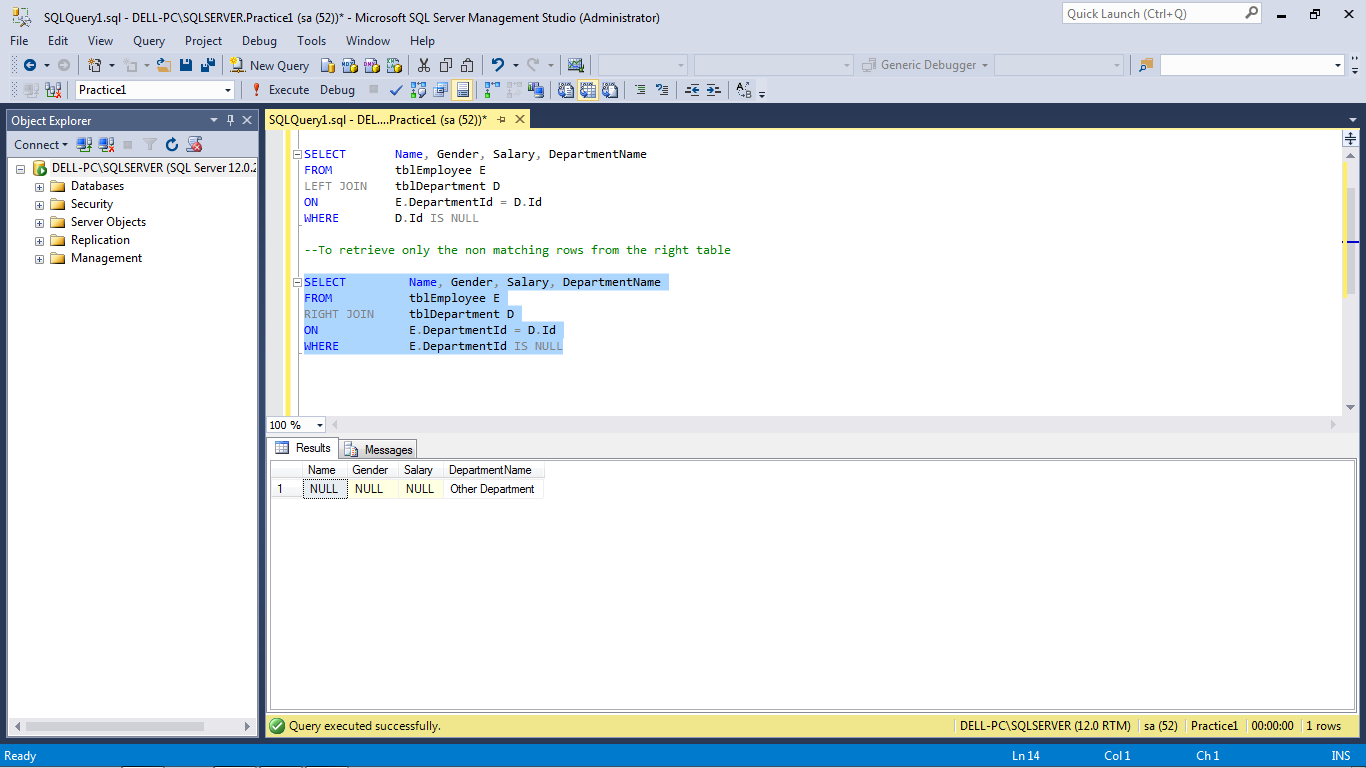 SQLQuery1.sql - DELL-PC\SQLSERVER.Practice1 (sa (52))* - Microsoft SQL Server Management Studio (Administrator)
Quick Launch (Ctrl+Q)
File Edit View Query Project Debug Tools Window Help
New Query
Generic Debugger
Practice1
Execute Debug
Object Explorer
SQLQuery1.sql - DEL....Practice1 (sa (52))*
Connect
DELL-PC\SQLSERVER (SQL Server 12.0.2
Databases
Security
Server Objects
Replication
Management
SELECT Name, Gender, Salary, DepartmentName
FROM tblEmployee E
LEFT JOIN tblDepartment D
ON E.DepartmentId = D.Id
WHERE D.Id IS NULL
--To retrieve only the non matching rows from the right table
SELECT Name, Gender, Salary, DepartmentName
FROM tblEmployee E
RIGHT JOIN tblDepartment D
ON E.DepartmentId = D.Id
WHERE E.DepartmentId IS NULL
100 %
Results Messages
Name Gender Salary DepartmentName
1 NULL NULL NULL Other Department
Query executed successfully.
DELL-PC\SQLSERVER (12.0 RTM) sa (52) Practice1 00:00:00 1 rows
Ready Ln 14 Col 1 Ch 1 INS